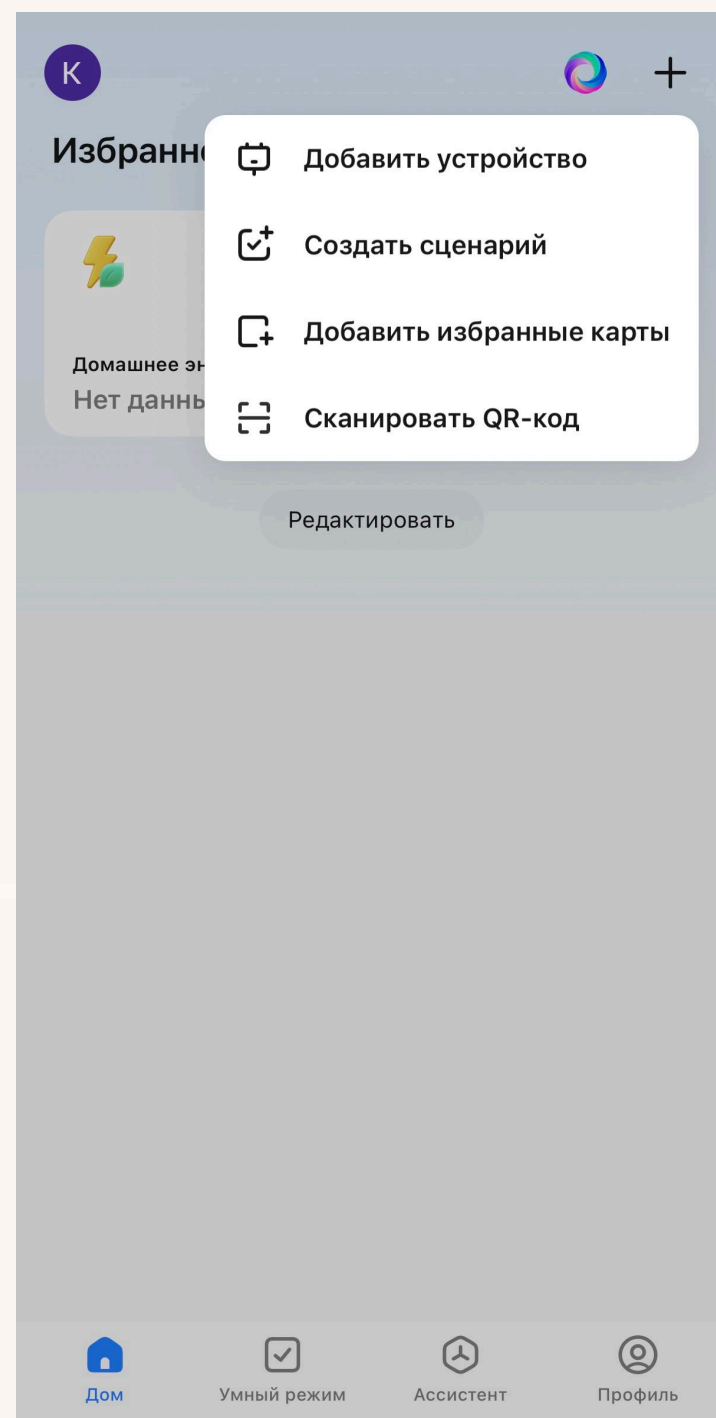 К
Избранн
Добавить устройство
Создать сценарий
Добавить избранные карты
Сканировать QR-код
Домашнее эн
Нет данны
Редактировать
Дом
Умный режим
Ассистент
Профиль